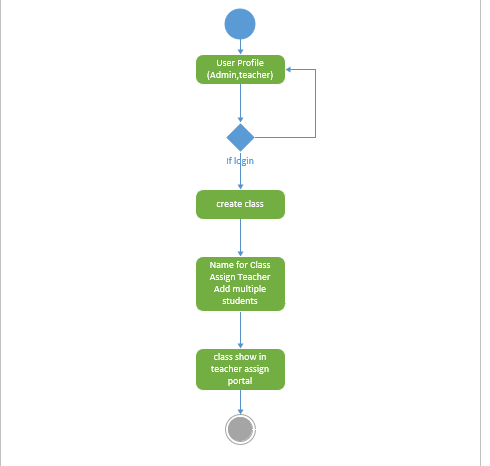 User Profile
(Admin,teacher)
If login
create class
Name for Class
Assign Teacher
Add multiple
students
class show in
teacher assign
portal